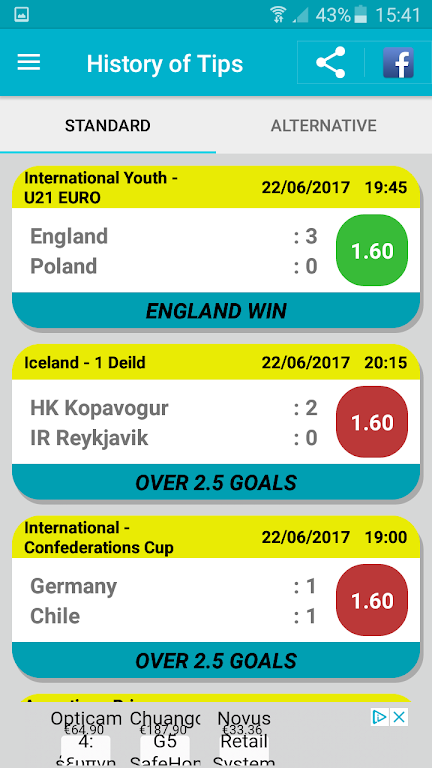 43% 15:41
History of Tips
STANDARD ALTERNATIVE
International Youth -
U21 EURO
22/06/2017 19:45
England : 3
Poland : 0
1.60
ENGLAND WIN
Iceland - 1 Deild 22/06/2017 20:15
HK Kopavogur : 2
IR Reykjavik : 0
1.60
OVER 2.5 GOALS
International -
Confederations Cup
22/06/2017 19:00
Germany : 1
Chile : 1
1.60
OVER 2.5 GOALS
Opticam Chuango Novus
€64.90 €187.90 €33.36
4: G5 Retail
έξυπνη SafeHom System